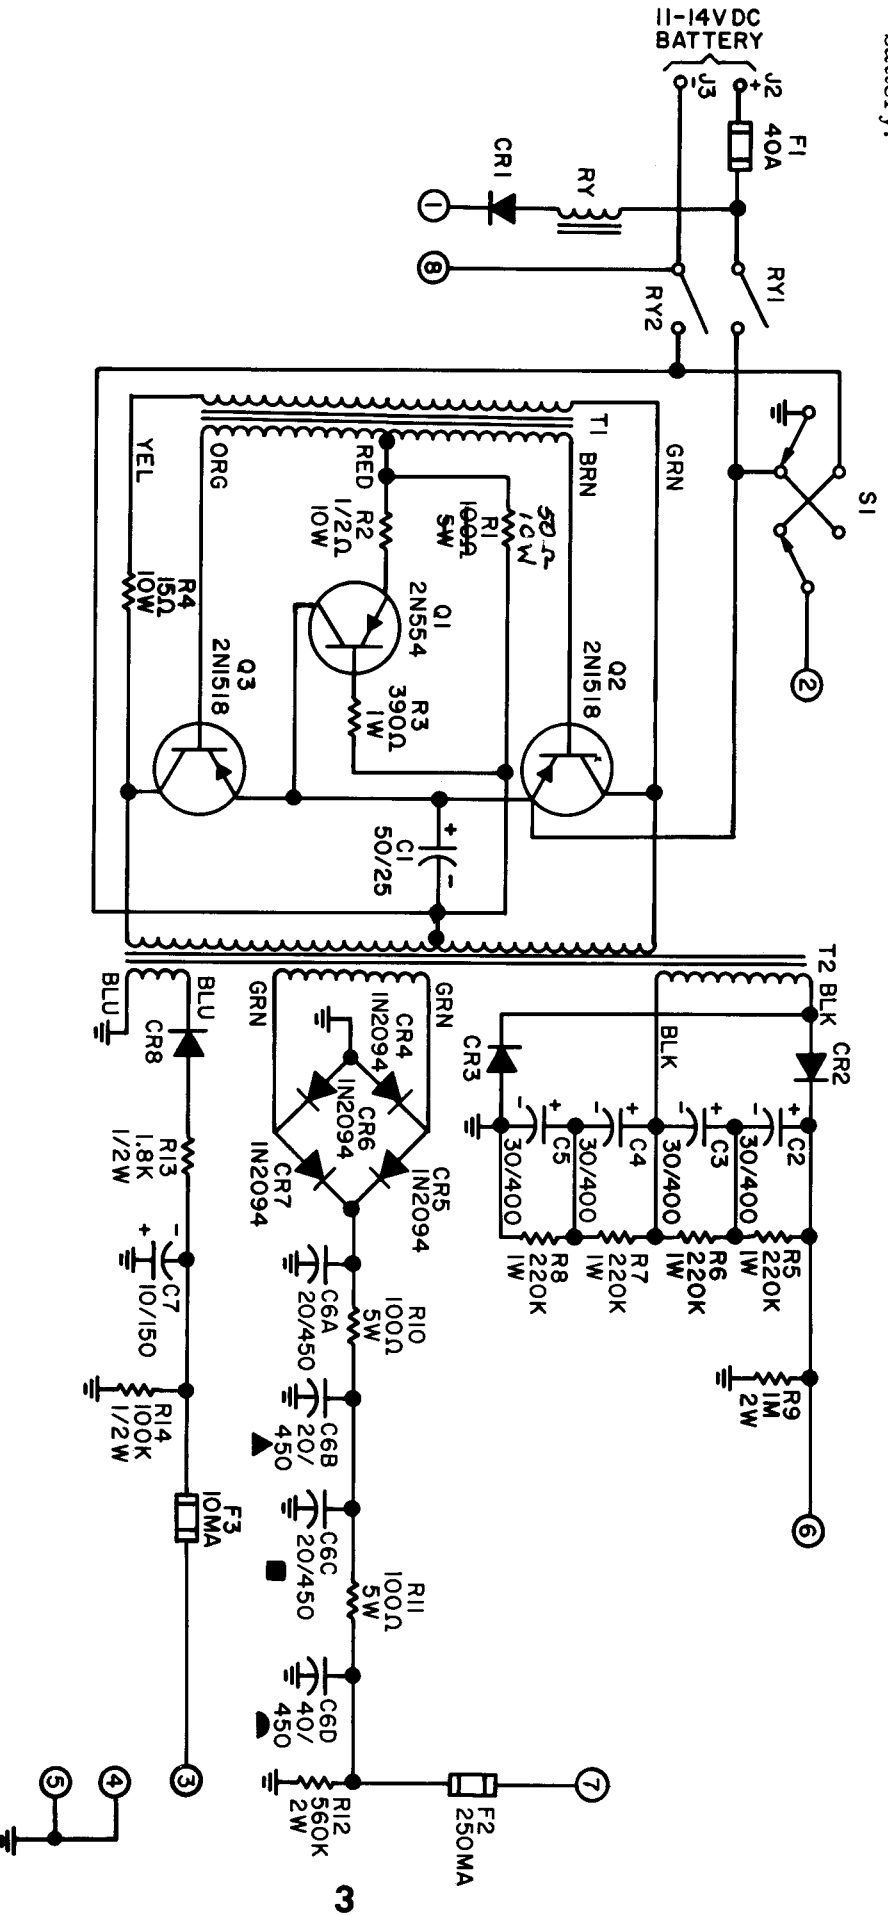 battery.
11-14VDC
BATTERY
J2
+
-
J3
F1
40A
CR1
RY
1
8
RY1
RY2
S1
2
T1
GRN
YEL
ORG
RED
BRN
R2
1/2Ω
10W
50Ω
10W
R1
100Ω
5W
R4
15Ω
10W
Q1
2N554
Q2
2N1518
Q3
2N1518
R3
390Ω
1W
+
-
C1
50/25
T2
BLK
BLK
GRN
GRN
BLU
BLU
CR2
CR3
CR4
1N2094
CR6
1N2094
CR5
1N2094
CR7
1N2094
CR8
+
-
C2
30/400
+
-
C3
30/400
+
-
C4
30/400
+
-
C5
30/400
R5
220K
1W
R6
220K
1W
R7
220K
1W
R8
220K
1W
R9
1M
2W
6
C6A
20/450
R10
100Ω
5W
C6B
20/
450
C6C
20/450
R11
100Ω
5W
C6D
40/
450
R12
560K
2W
F2
250MA
7
R13
1.8K
1/2W
-
+
C7
10/150
R14
100K
1/2W
F3
10MA
3
4
5
3